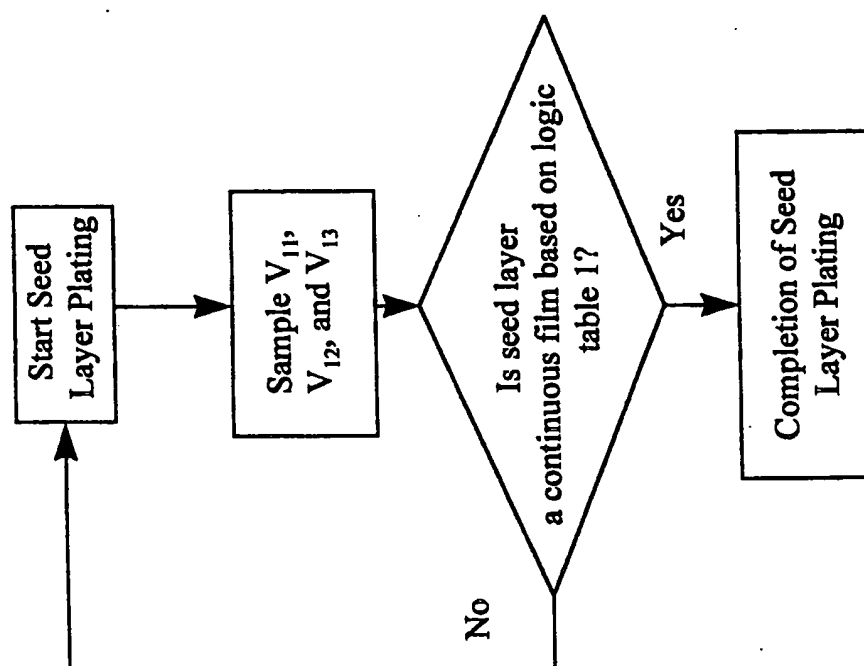 Start Seed
Layer Plating
Sample V₁₁,
V₁₂, and V₁₃
Is seed layer
a continuous film based on logic
table 1?
No
Yes
Completion of Seed
Layer Plating